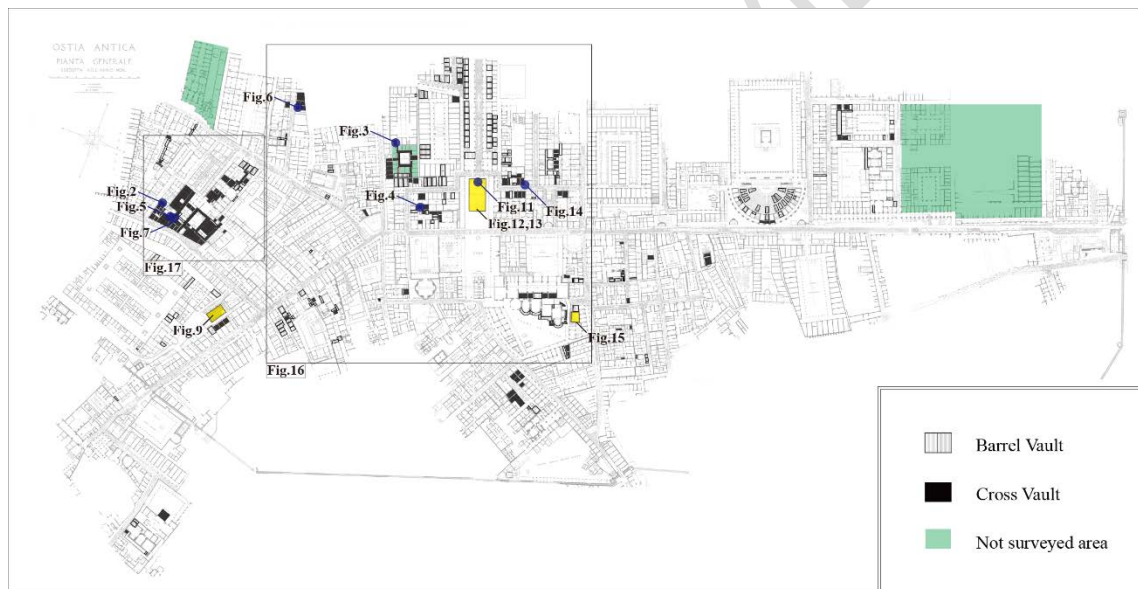 OSTIA ANTICA
PIANTA GENERALE
Fig.6
Fig.3
Fig.2
Fig.5
Fig.7
Fig.4
Fig.11
Fig.14
Fig.12,13
Fig.17
Fig.9
Fig.15
Fig.16
Barrel Vault
Cross Vault
Not surveyed area